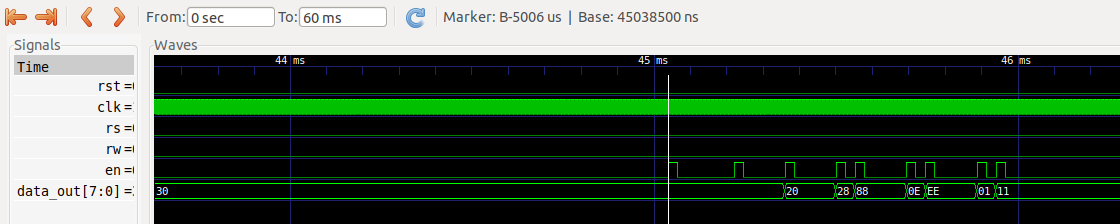 From: 0 sec To: 60 ms Marker: B-5006 us | Base: 45038500 ns
Signals Waves
Time 44 ms 45 ms 46 ms
rst =
clk =
rs =
rw =
en =
data_out[7:0] = 30 20 28 88 0E EE 01 11